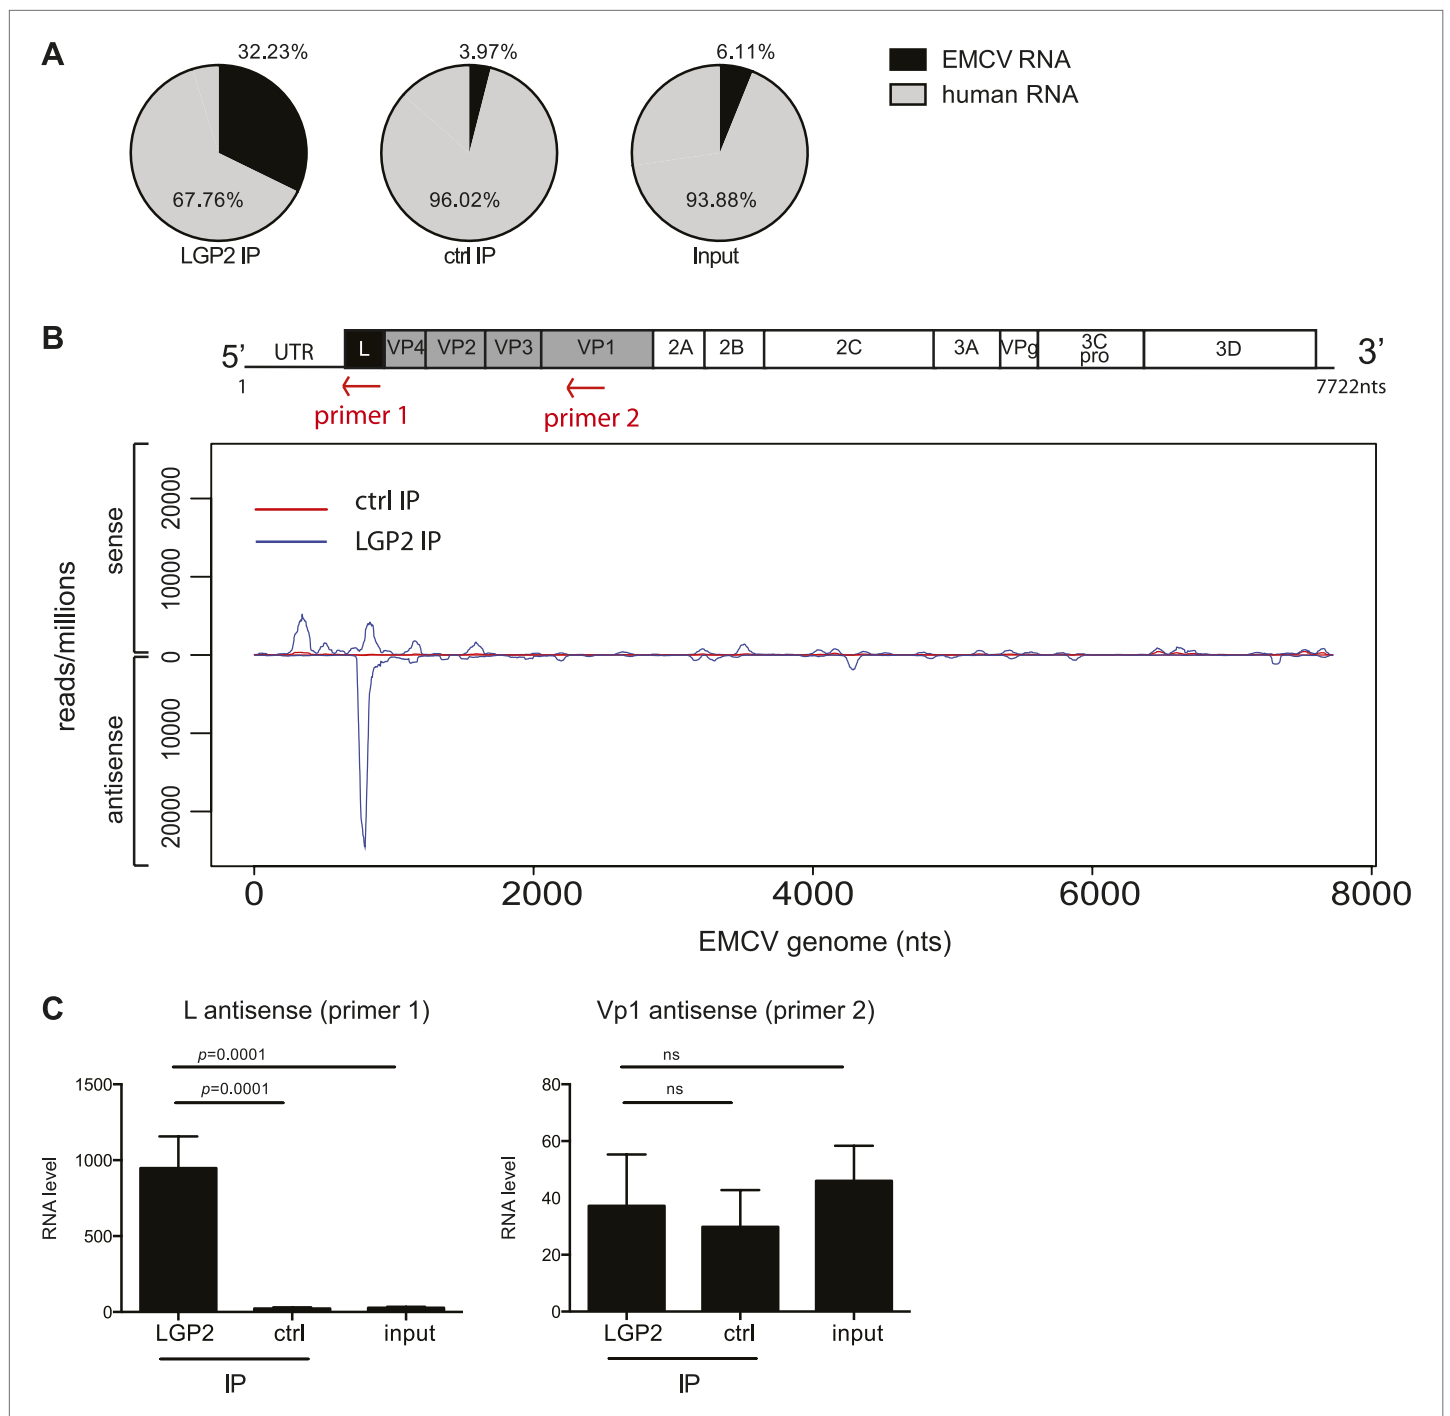 A
32.23%
3.97%
6.11%
EMCV RNA
human RNA
67.76%
96.02%
93.88%
LGP2 IP
ctrl IP
Input
B
5’
UTR
L
VP4
VP2
VP3
VP1
2A
2B
2C
3A
VPg
3C
pro
3D
3’
1
7722nts
primer 1
primer 2
reads/millions
sense
antisense
20000
10000
0
10000
20000
ctrl IP
LGP2 IP
0
2000
4000
6000
8000
EMCV genome (nts)
C
L antisense (primer 1)
p=0.0001
p=0.0001
RNA level
1500
1000
500
0
LGP2
ctrl
input
IP
Vp1 antisense (primer 2)
ns
ns
RNA level
80
60
40
20
0
LGP2
ctrl
input
IP